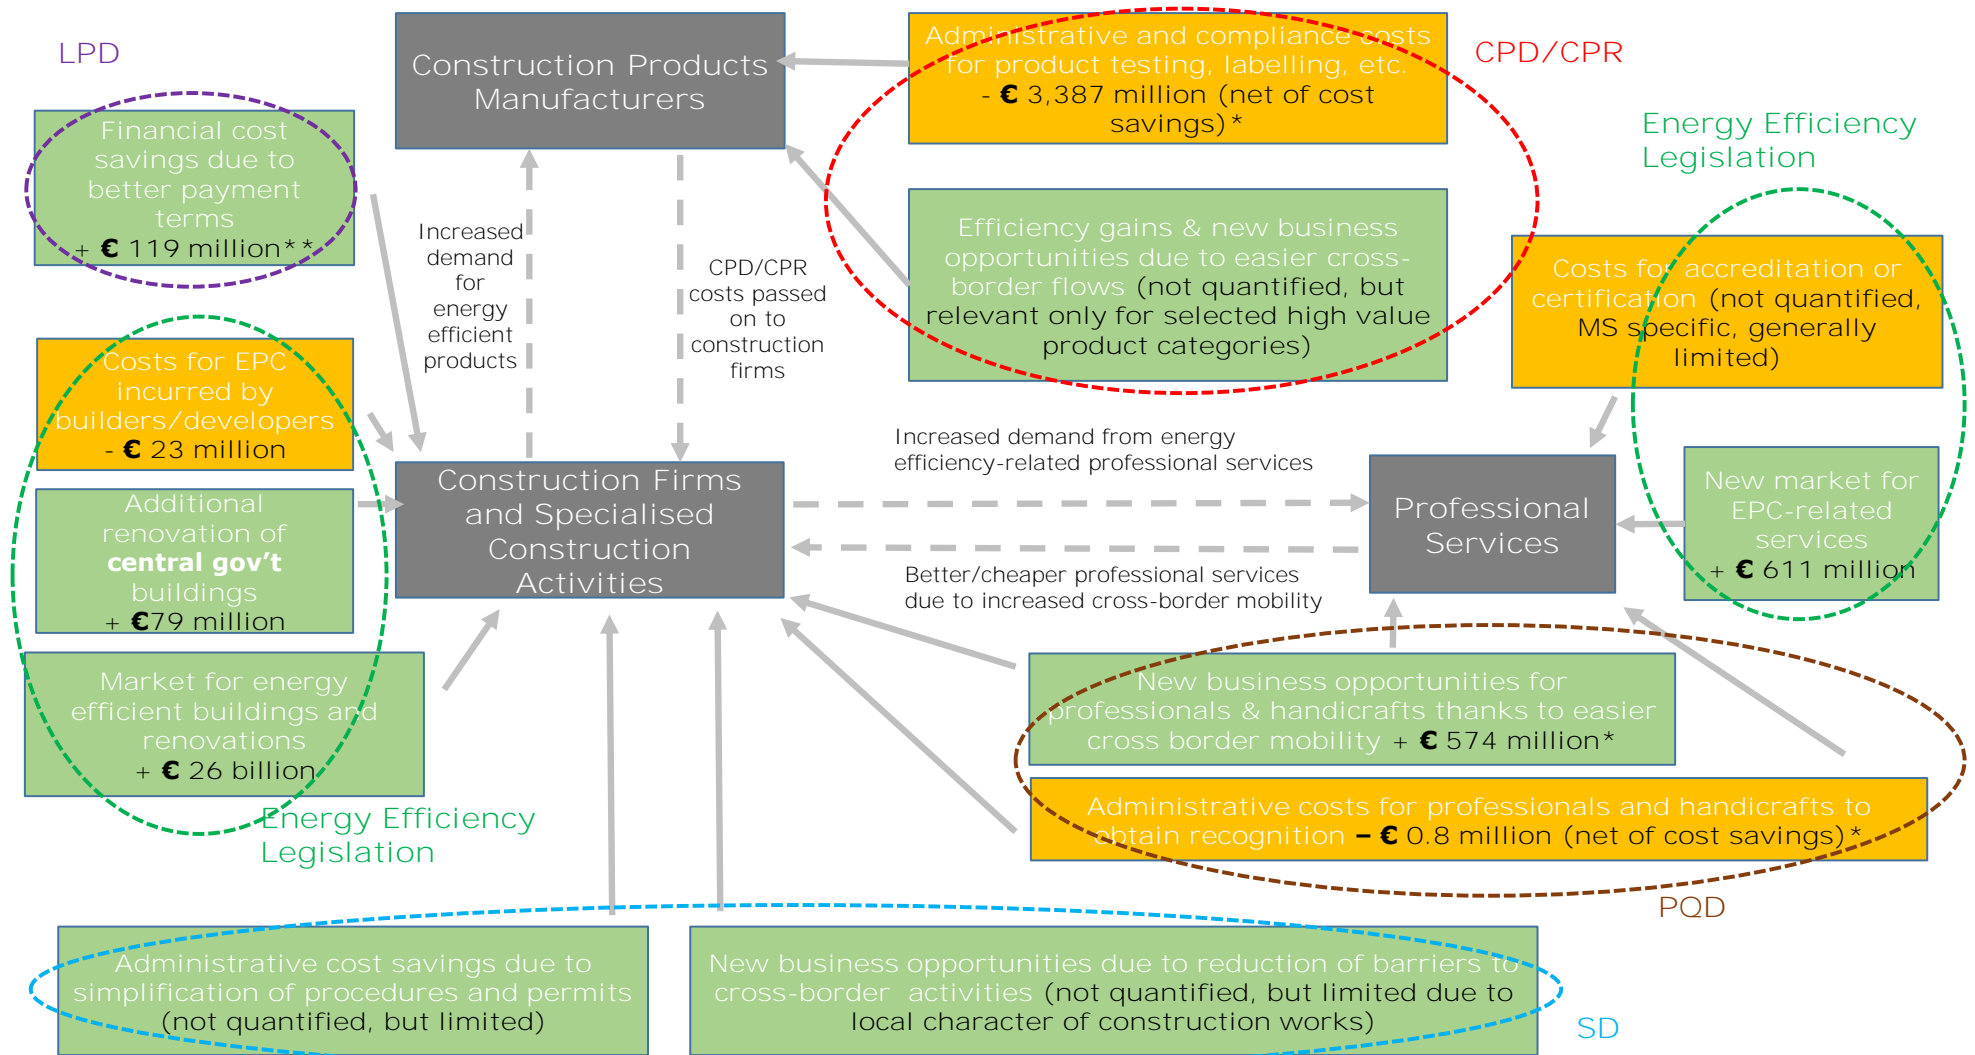 LPD
Construction Products
Manufacturers
Administrative and compliance costs
for product testing, labelling, etc.
- € 3,387 million (net of cost
savings)*
CPD/CPR
Financial cost
savings due to
better payment
terms
+ € 119 million**
Energy Efficiency
Legislation
Increased
demand
for
energy
efficient
products
CPD/CPR
costs passed
on to
construction
firms
Efficiency gains & new business
opportunities due to easier cross-
border flows (not quantified, but
relevant only for selected high value
product categories)
Costs for accreditation or
certification (not quantified,
MS specific, generally
limited)
Costs for EPC
incurred by
builders/developers
- € 23 million
Increased demand from energy
efficiency-related professional services
Construction Firms
and Specialised
Construction
Activities
Professional
Services
New market for
EPC-related
services
+ € 611 million
Additional
renovation of
central gov't
buildings
+ €79 million
Better/cheaper professional services
due to increased cross-border mobility
Market for energy
efficient buildings and
renovations
+ € 26 billion
New business opportunities for
professionals & handicrafts thanks to easier
cross border mobility + € 574 million*
Energy Efficiency
Legislation
Administrative costs for professionals and handicrafts to
obtain recognition – € 0.8 million (net of cost savings)*
PQD
Administrative cost savings due to
simplification of procedures and permits
(not quantified, but limited)
New business opportunities due to reduction of barriers to
cross-border activities (not quantified, but limited due to
local character of construction works)
SD